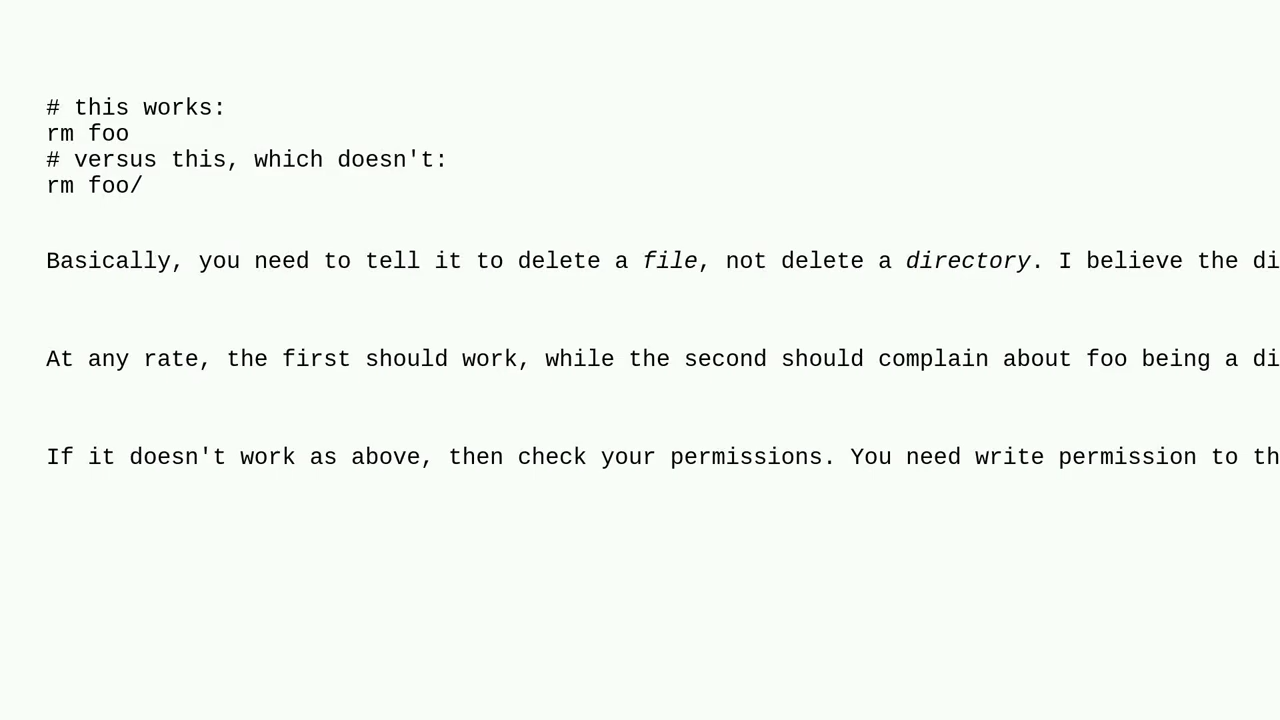 # this works:
rm foo
# versus this, which doesn't:
rm foo/
Basically, you need to tell it to delete a file, not delete a directory. I believe the di
At any rate, the first should work, while the second should complain about foo being a di
If it doesn't work as above, then check your permissions. You need write permission to th